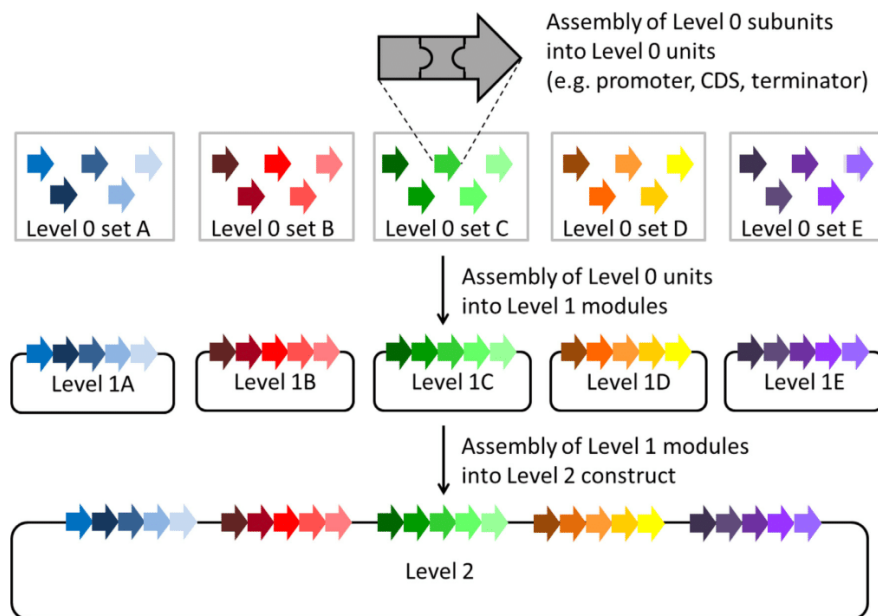 Assembly of Level 0 subunits
into Level 0 units
(e.g. promoter, CDS, terminator)
Level 0 set A
Level 0 set B
Level 0 set C
Level 0 set D
Level 0 set E
Assembly of Level 0 units
into Level 1 modules
Level 1A
Level 1B
Level 1C
Level 1D
Level 1E
Assembly of Level 1 modules
into Level 2 construct
Level 2